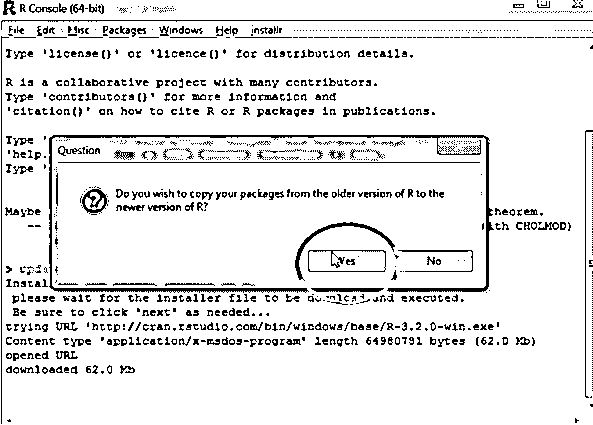 R Console (64-bit)
File Edit Misc Packages Windows Help installr
Type 'license()' or 'licence()' for distribution details.
R is a collaborative project with many contributors.
Type 'contributors()' for more information and
'citation()' on how to cite R or R packages in publications.
Type '
'help.
Type '
Question
Do you wish to copy your packages from the older version of R to the
newer version of R?
Yes No
Maybe theorem.
-- ith CHOLMOD)
> upda
Instal
please wait for the installer file to be download and executed.
Be sure to click 'next' as needed...
trying URL 'http://cran.rstudio.com/bin/windows/base/R-3.2.0-win.exe'
Content type 'application/x-msdos-program' length 64980781 bytes (62.0 Mb)
opened URL
downloaded 62.0 Mb